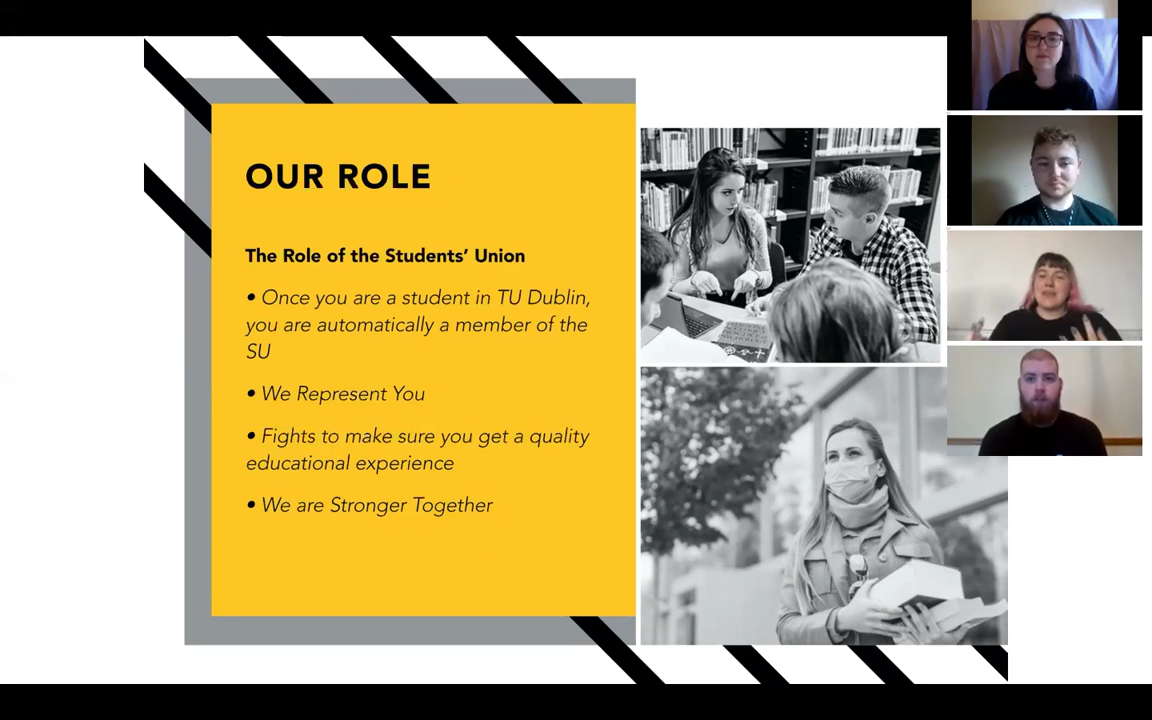 OUR ROLE
The Role of the Students’ Union
• Once you are a student in TU Dublin,
you are automatically a member of the
SU
• We Represent You
• Fights to make sure you get a quality
educational experience
• We are Stronger Together